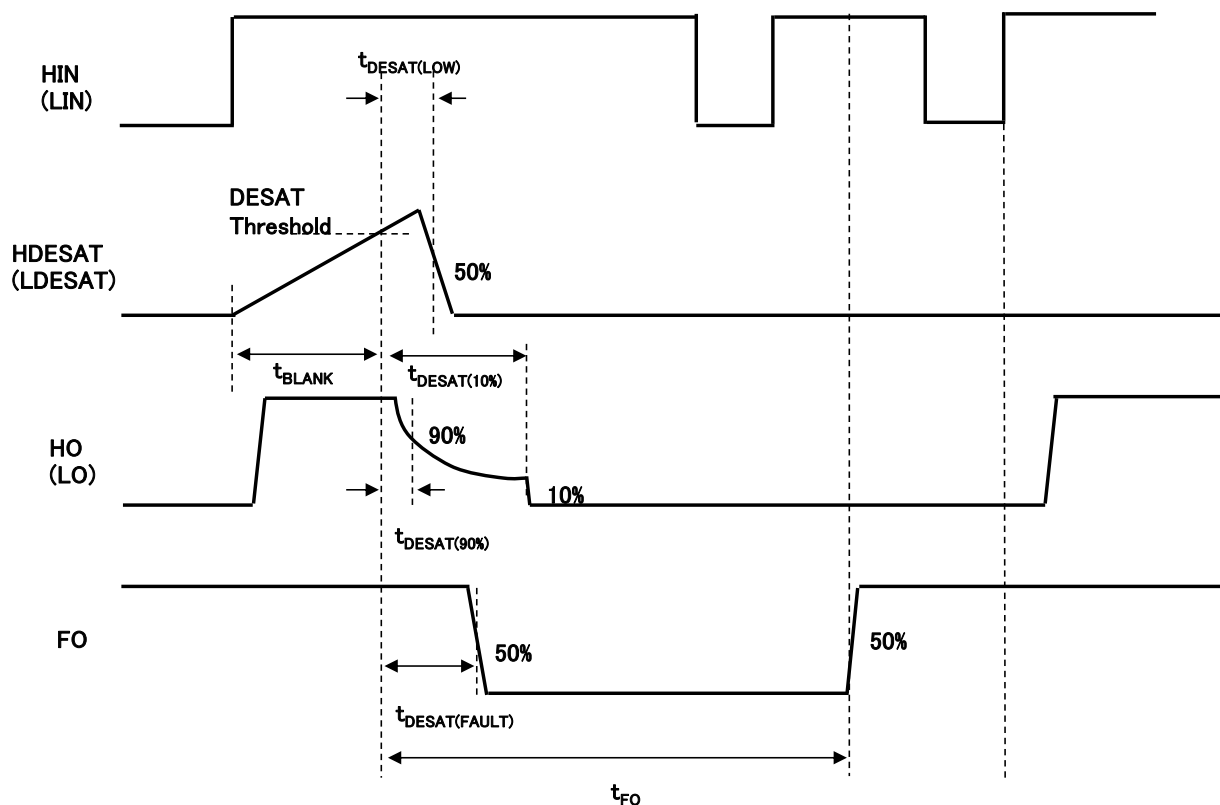 HIN
(LIN)
tDESAT(LOW)
DESAT
Threshold
HDESAT
(LDESAT)
50%
tBLANK
tDESAT(10%)
HO
(LO)
90%
10%
tDESAT(90%)
FO
50%
50%
tDESAT(FAULT)
tFO